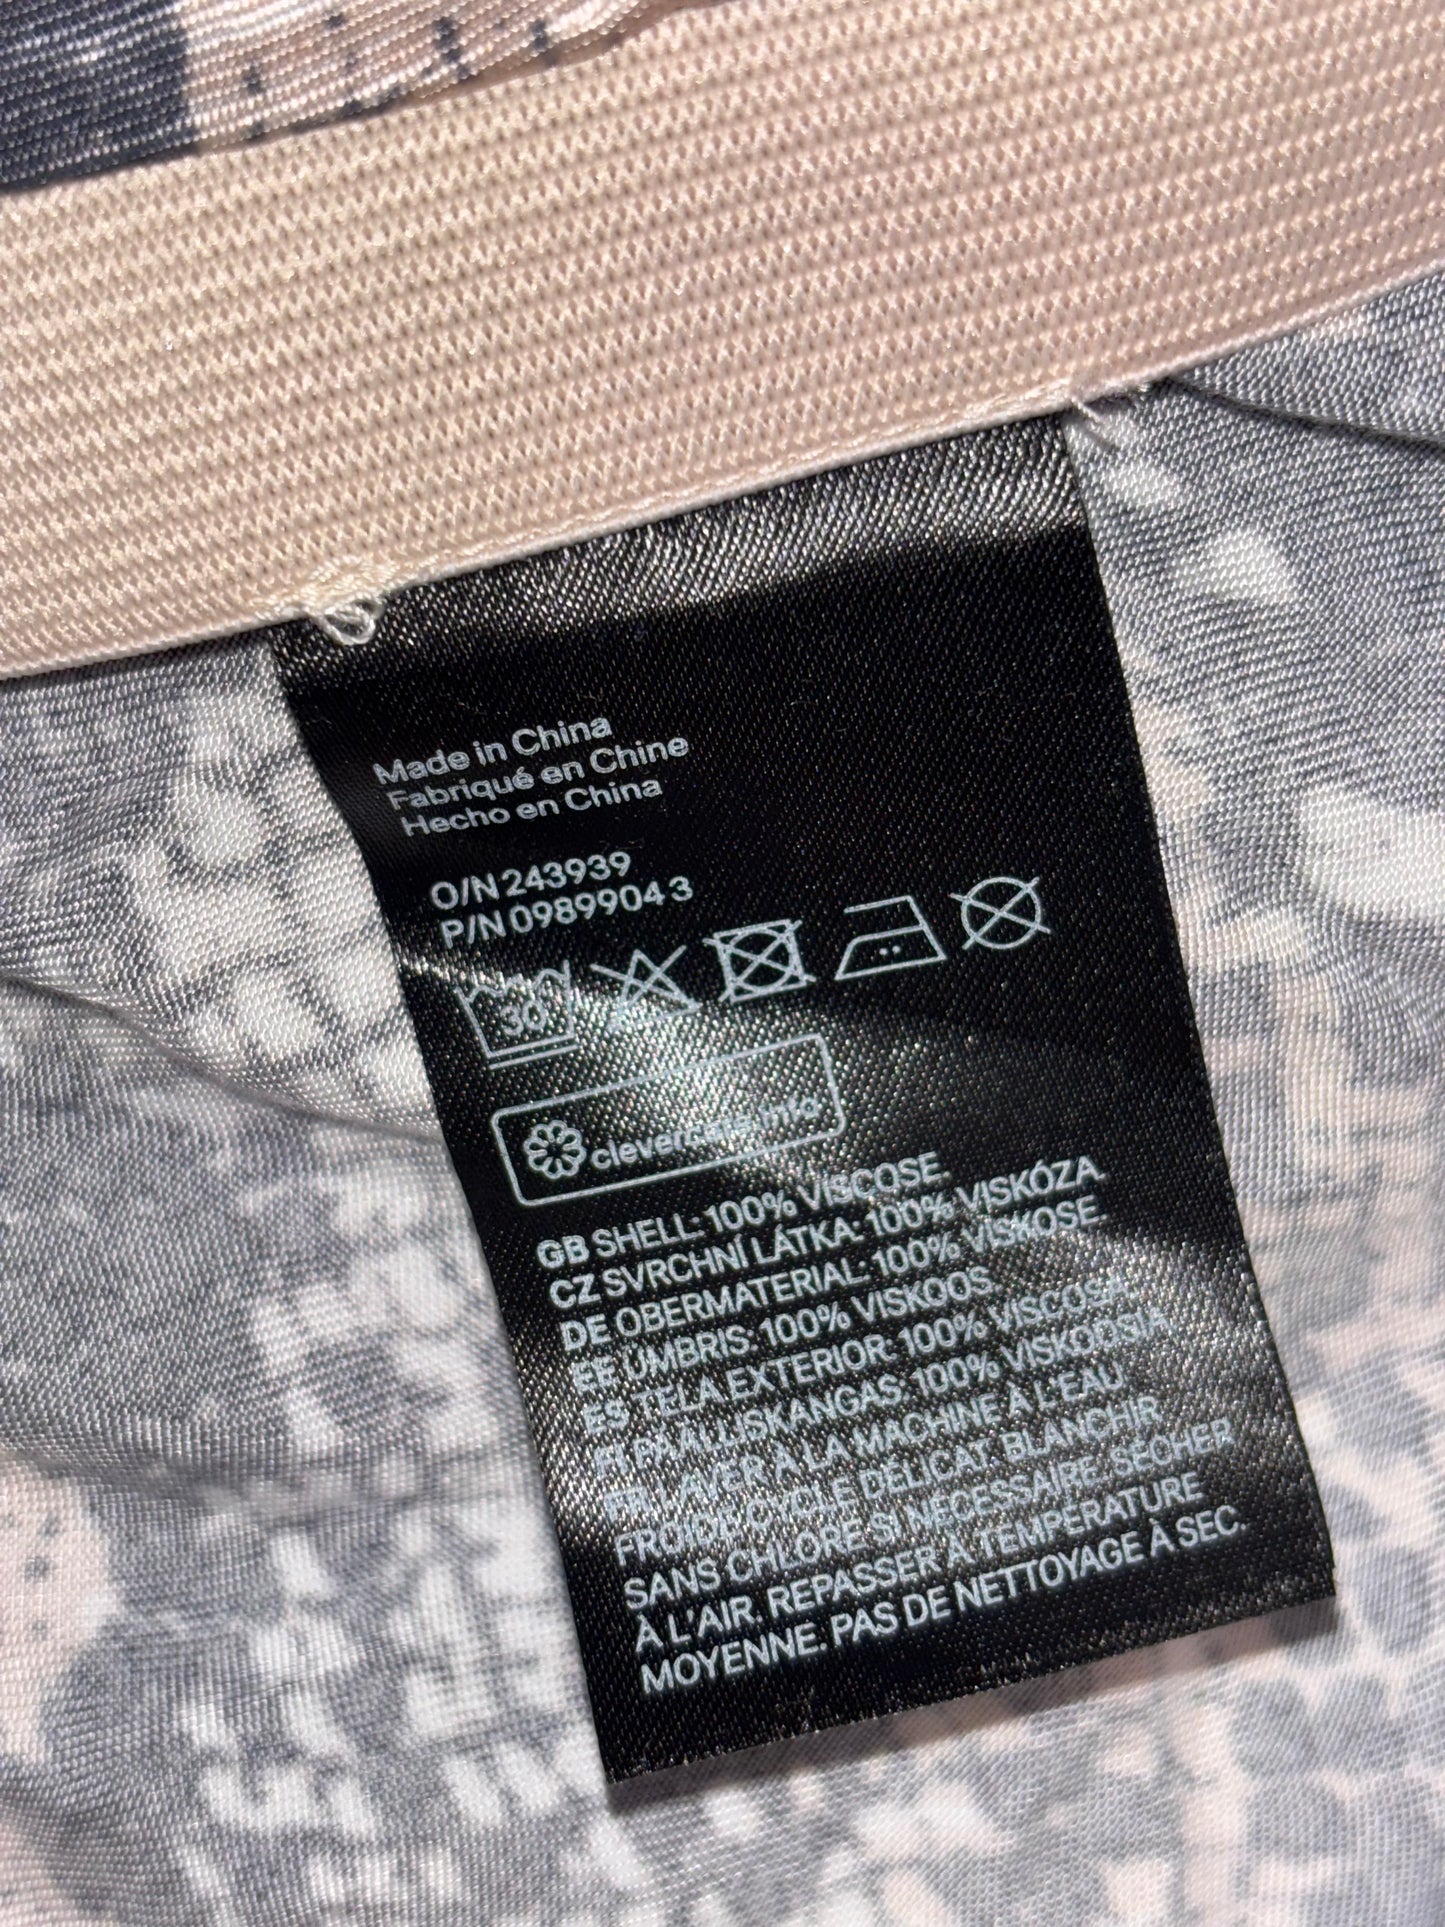 Made in China
Fabriqué en Chine
Hecho en China
O/N 243939
P/N 0989904 3
30
clevercare.info
GB SHELL: 100% VISCOSE.
CZ SVRCHNÍ LÁTKA: 100% VISKÓZA.
DE OBERMATERIAL: 100% VISKOSE.
EE ÜMBRIS: 100% VISKOOS.
ES TELA EXTERIOR: 100% VISCOSA.
FI PÄÄLLISKANGAS: 100% VISKOOSIA.
FR LAVER À LA MACHINE À L'EAU
FROIDE CYCLE DÉLICAT. BLANCHIR
SANS CHLORE SI NÉCESSAIRE. SÉCHER
À L'AIR. REPASSER À TEMPÉRATURE
MOYENNE. PAS DE NETTOYAGE À SEC.